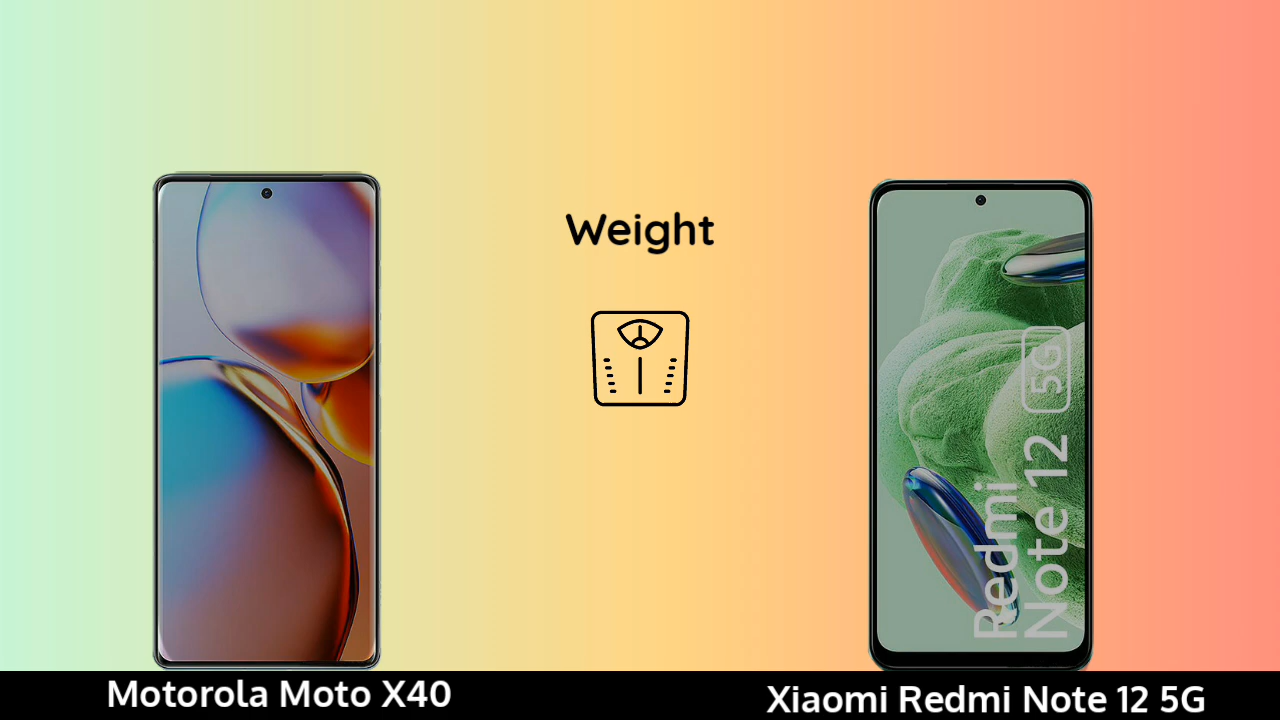 Weight
Redmi
Note 12 5G
Motorola Moto X40
Xiaomi Redmi Note 12 5G